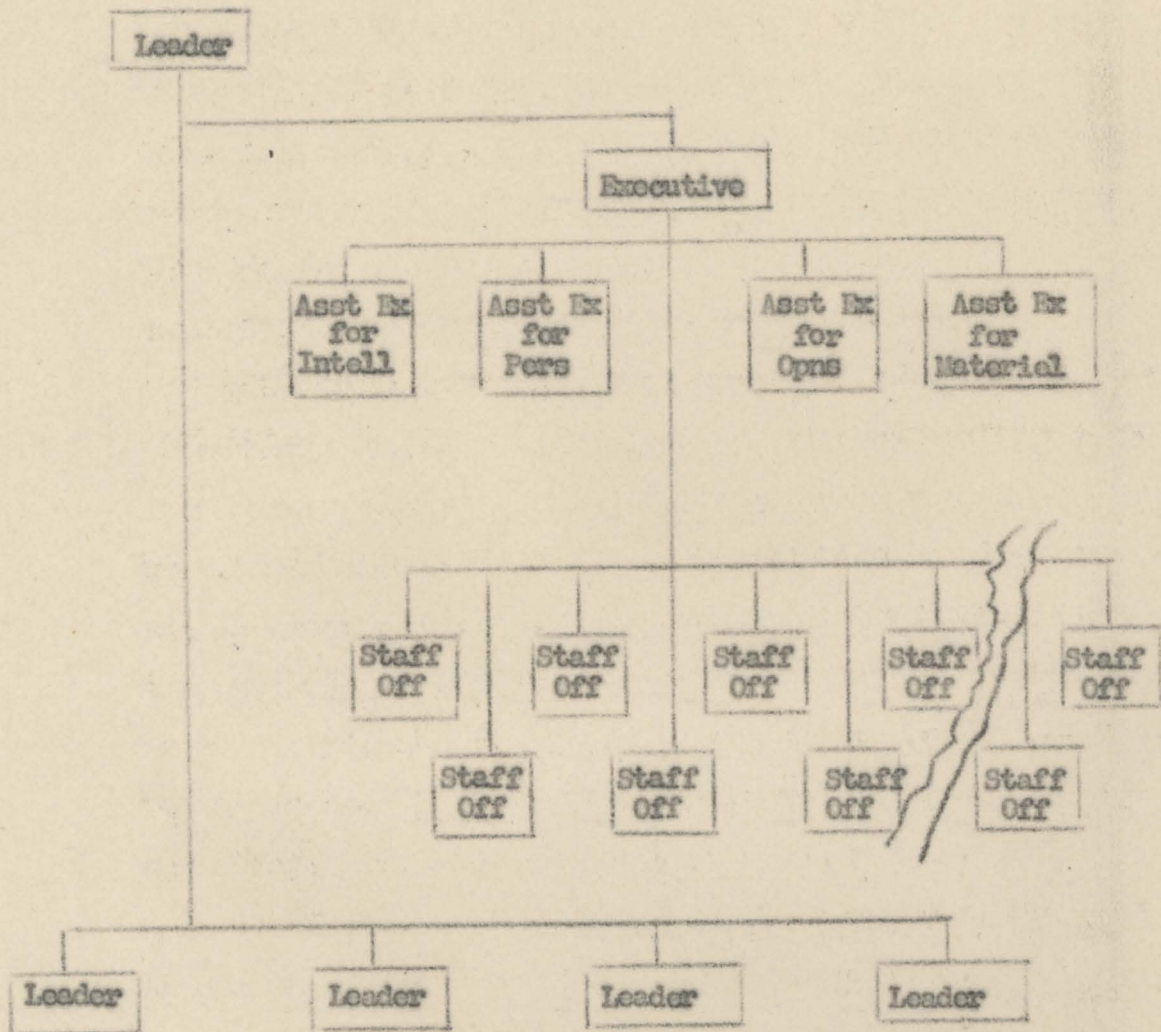 Leader
Executive
Asst Ex
for
Intell
Asst Ex
for
Pers
Asst Ex
for
Opns
Asst Ex
for
Materiel
Staff
Off
Staff
Off
Staff
Off
Staff
Off
Staff
Off
Staff
Off
Staff
Off
Staff
Off
Staff
Off
Leader
Leader
Leader
Leader